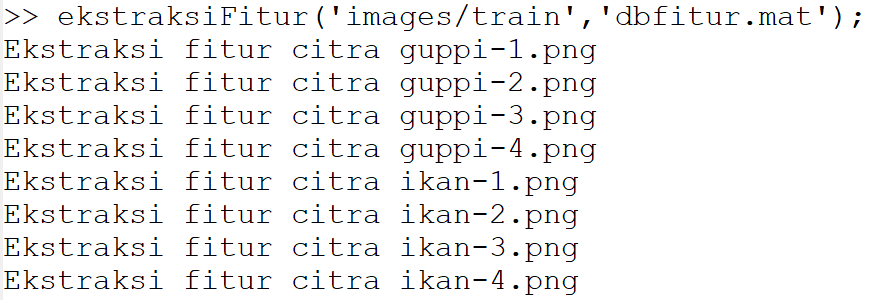 >> ekstraksiFitur('images/train','dbfitur.mat');
Ekstraksi fitur citra guppi-1.png
Ekstraksi fitur citra guppi-2.png
Ekstraksi fitur citra guppi-3.png
Ekstraksi fitur citra guppi-4.png
Ekstraksi fitur citra ikan-1.png
Ekstraksi fitur citra ikan-2.png
Ekstraksi fitur citra ikan-3.png
Ekstraksi fitur citra ikan-4.png